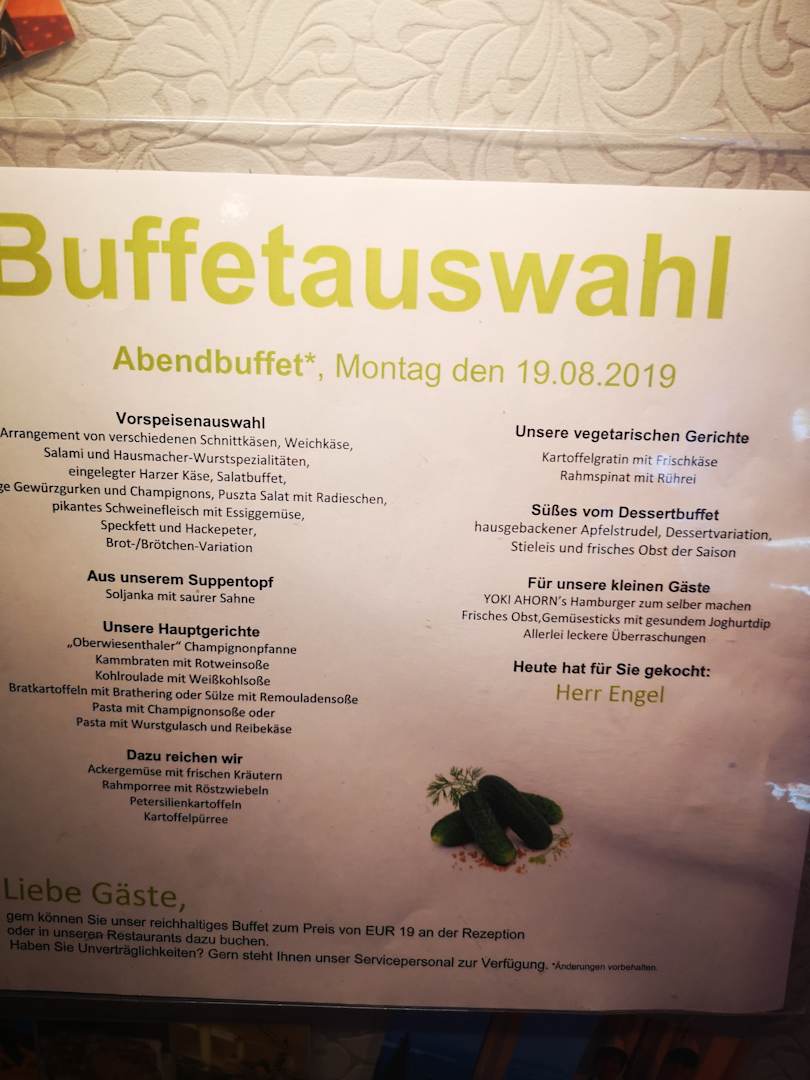 Buffetauswahl
Abendbuffet*, Montag den 19.08.2019
Vorspeisenauswahl
Arrangement von verschiedenen Schnittkäsen, Weichkäse,
Salami und Hausmacher-Wurstspezialitäten,
eingelegter Harzer Käse, Salatbuffet,
Gewürzgurken und Champignons, Puszta Salat mit Radieschen,
pikantes Schweinefleisch mit Essiggemüse,
Speckfett und Hackepeter,
Brot-/Brötchen-Variation
Aus unserem Suppentopf
Soljanka mit saurer Sahne
Unsere Hauptgerichte
„Oberwiesenthaler“ Champignonpfanne
Kammbraten mit Rotweinsoße
Kohlroulade mit Weißkohlsoße
Bratkartoffeln mit Brathering oder Sülze mit Remouladensoße
Pasta mit Champignonsoße oder
Pasta mit Wurstgulasch und Reibekäse
Dazu reichen wir
Ackergemüse mit frischen Kräutern
Rahmporree mit Röstzwiebeln
Petersilienkartoffeln
Kartoffelpürree
Unsere vegetarischen Gerichte
Kartoffelgratin mit Frischkäse
Rahmspinat mit Rührei
Süßes vom Dessertbuffet
hausgebackener Apfelstrudel, Dessertvariation,
Stieleis und frisches Obst der Saison
Für unsere kleinen Gäste
YOKI AHORN´s Hamburger zum selber machen
Frisches Obst,Gemüsesticks mit gesundem Joghurtdip
Allerlei leckere Überraschungen
Heute hat für Sie gekocht:
Herr Engel
Liebe Gäste,
gern können Sie unser reichhaltiges Buffet zum Preis von EUR 19 an der Rezeption
oder in unseren Restaurants dazu buchen.
Haben Sie Unverträglichkeiten? Gern steht Ihnen unser Servicepersonal zur Verfügung. *Änderungen vorbehalten.